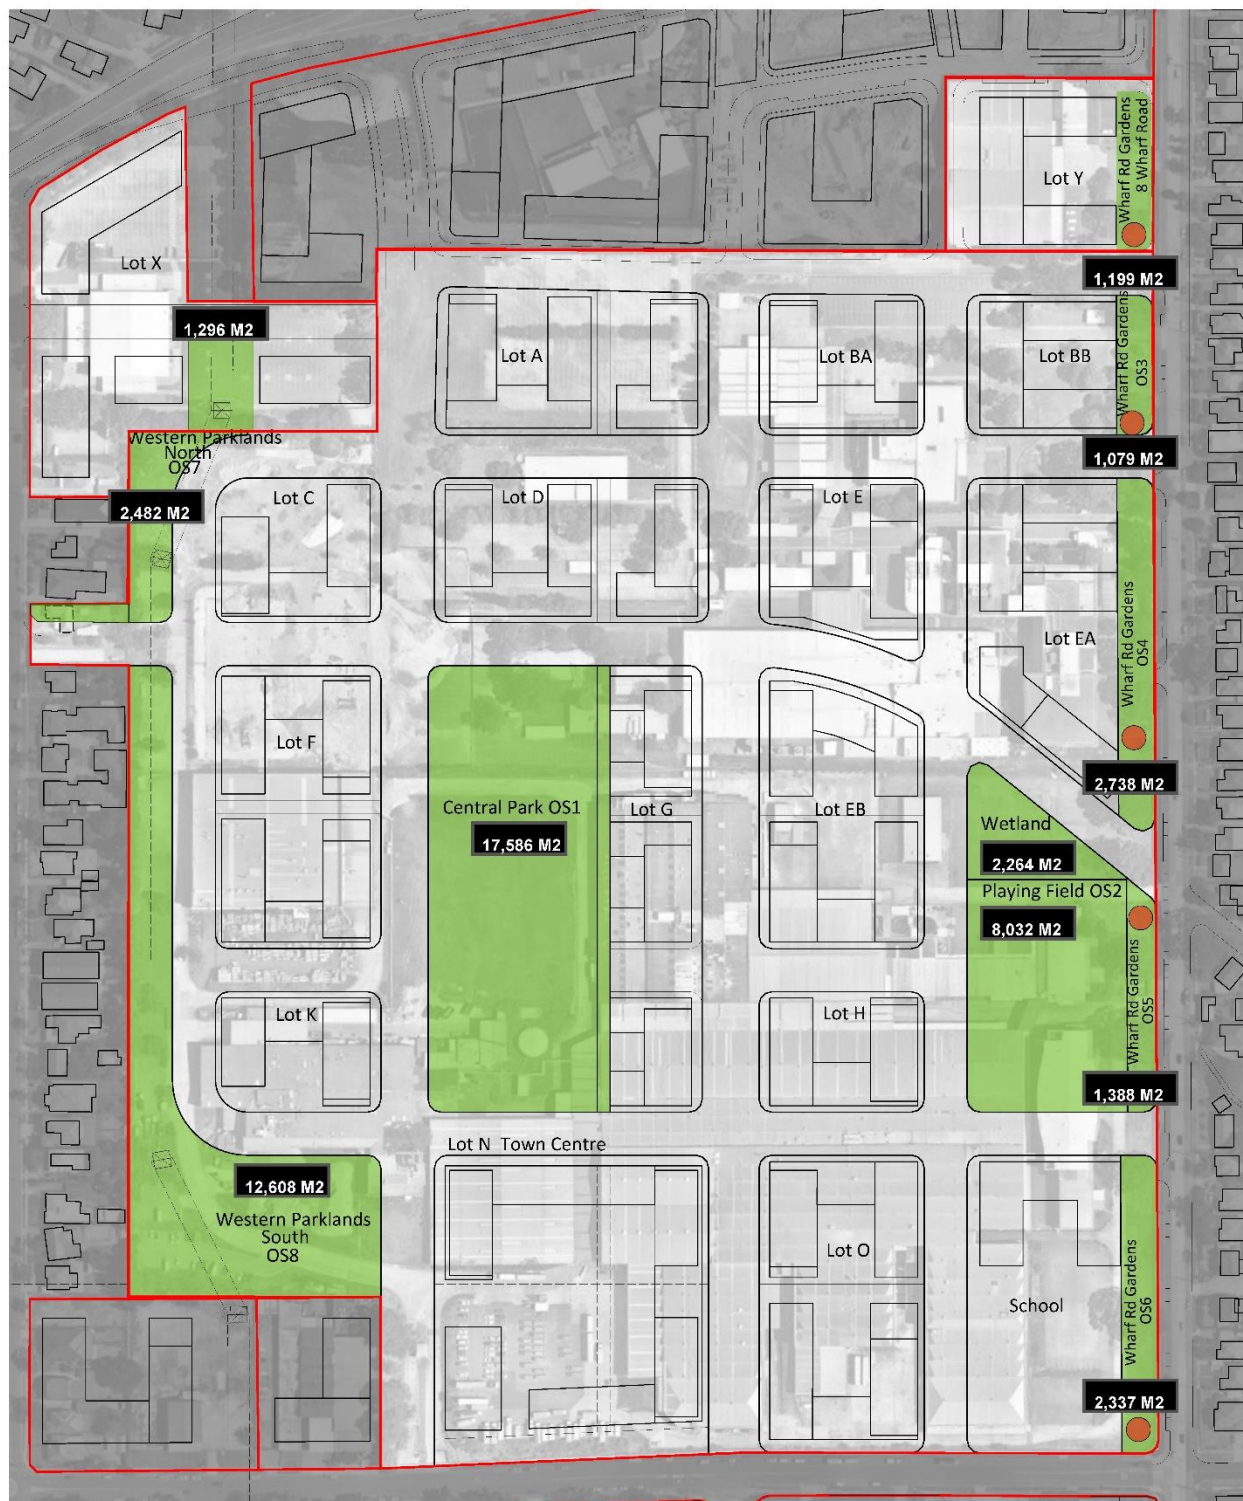 Wharf Rd Gardens
8 Wharf Road
Lot Y
Lot X
1,199 M2
1,296 M2
Lot A
Lot BA
Lot BB
Wharf Rd Gardens
OS3
Western Parklands
North
OS7
1,079 M2
2,482 M2
Lot C
Lot D
Lot E
Wharf Rd Gardens
OS4
Lot EA
Lot F
2,738 M2
Central Park OS1
17,586 M2
Lot G
Lot EB
Wetland
2,264 M2
Playing Field OS2
8,032 M2
Wharf Rd Gardens
OS5
Lot K
Lot H
1,388 M2
Lot N  Town Centre
12,608 M2
Western Parklands
South
OS8
Lot O
Wharf Rd Gardens
OS6
School
2,337 M2